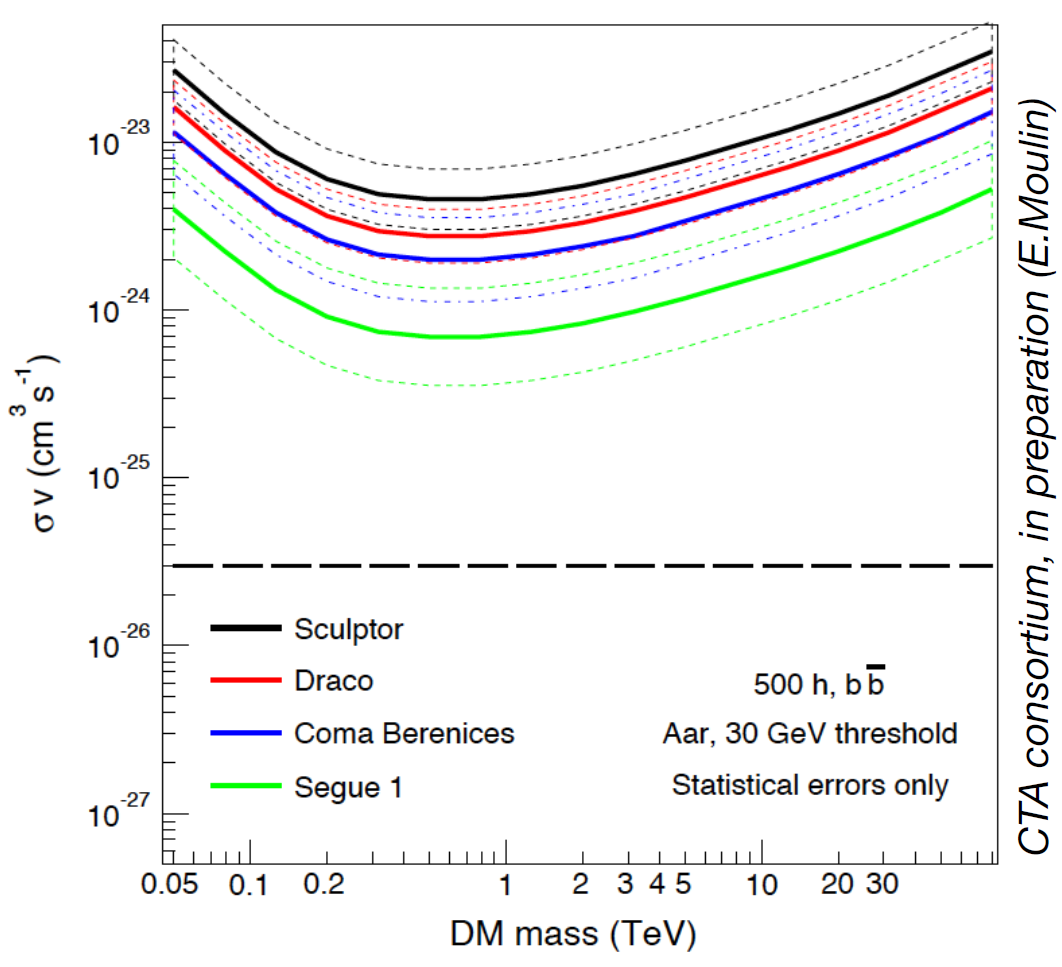 10-23
10-24
10-25
10-26
10-27
σ v (cm3 s-1)
Sculptor
Draco
Coma Berenices
Segue 1
500 h, b b̅
Aar, 30 GeV threshold
Statistical errors only
0.05 0.1 0.2 1 2 3 4 5 10 20 30
DM mass (TeV)
CTA consortium, in preparation (E.Moulin)